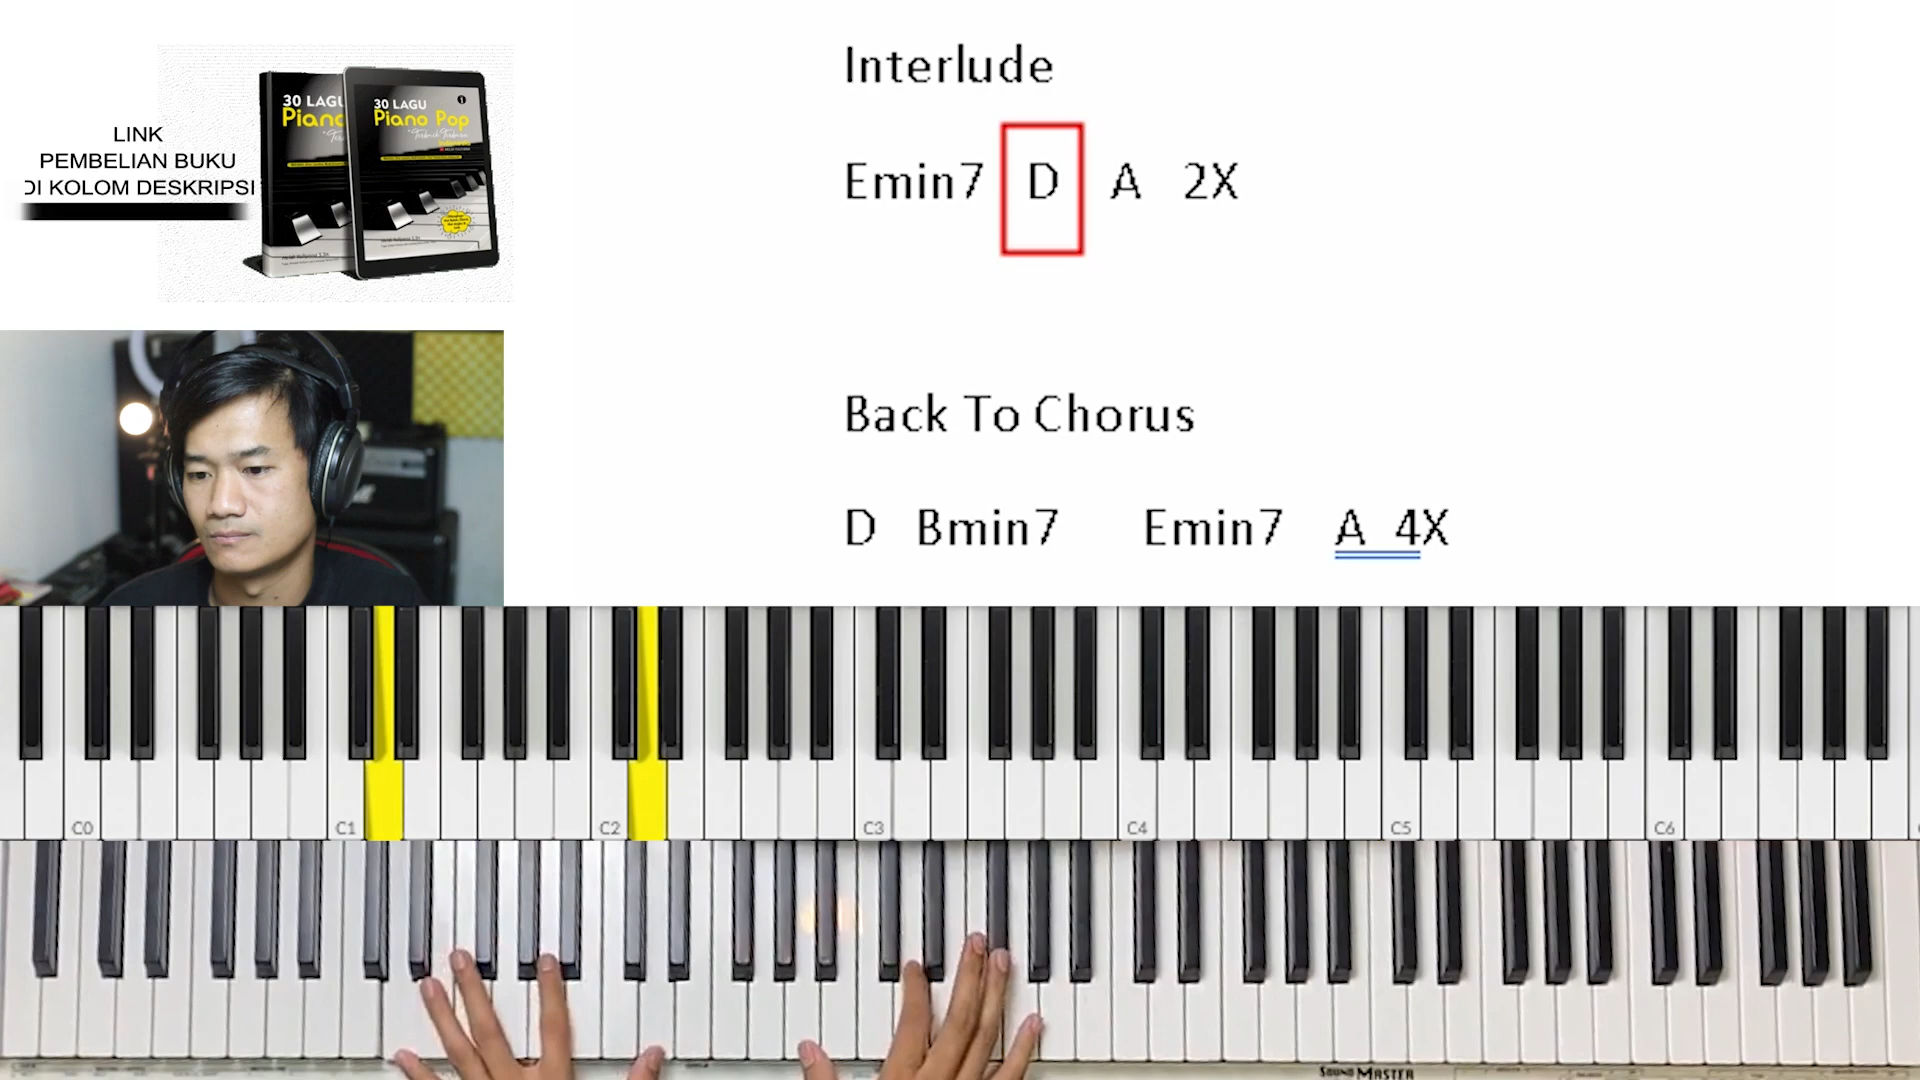 LINK
PEMBELIAN BUKU
DI KOLOM DESKRIPSI
30 LAGU
Piano
30 LAGU
Piano Pop
Interlude
Emin7 D A 2X
Back To Chorus
D Bmin7 Emin7 A 4X
C0 C1 C2 C3 C4 C5 C6
SOUND MASTER